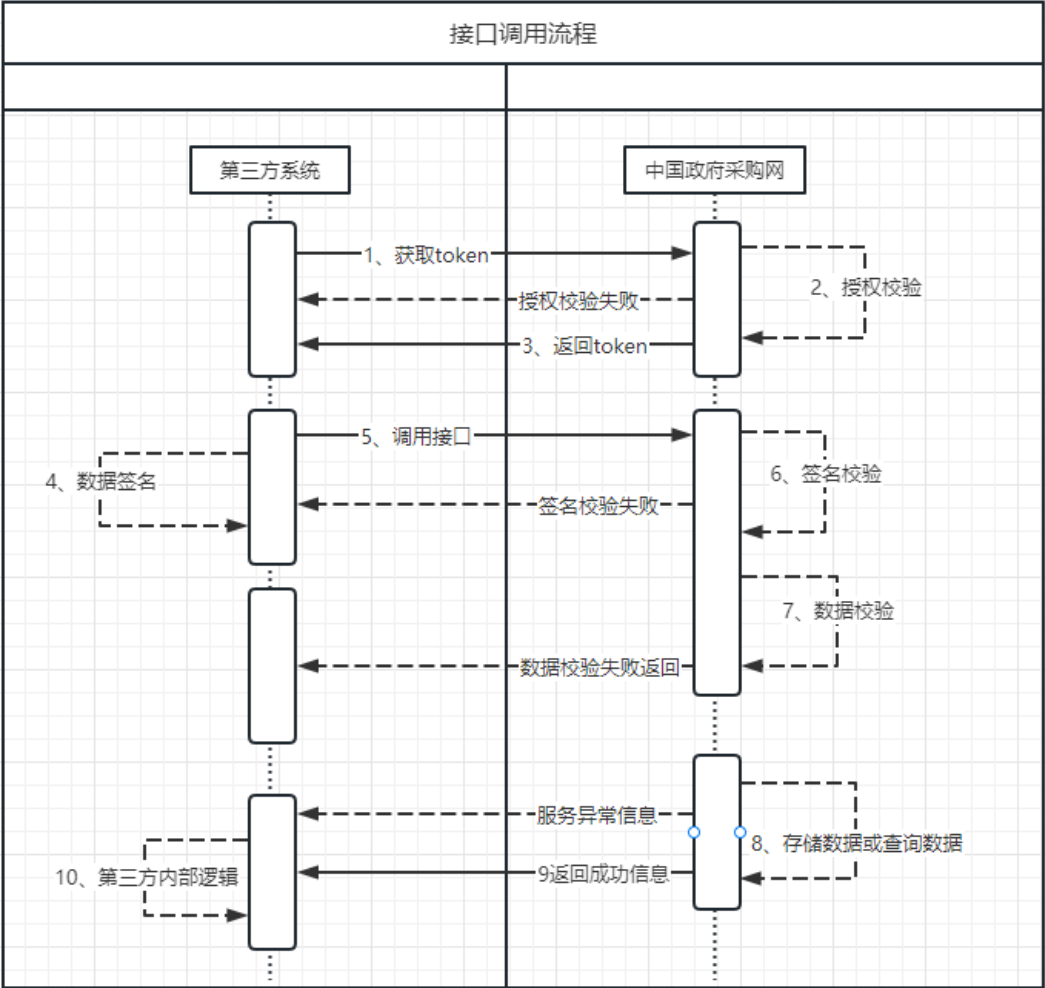 接口调用流程
第三方系统
中国政府采购网
1、获取token
2、授权校验
授权校验失败
3、返回token
5、调用接口
4、数据签名
6、签名校验
签名校验失败
7、数据校验
数据校验失败返回
服务异常信息
8、存储数据或查询数据
9返回成功信息
10、第三方内部逻辑